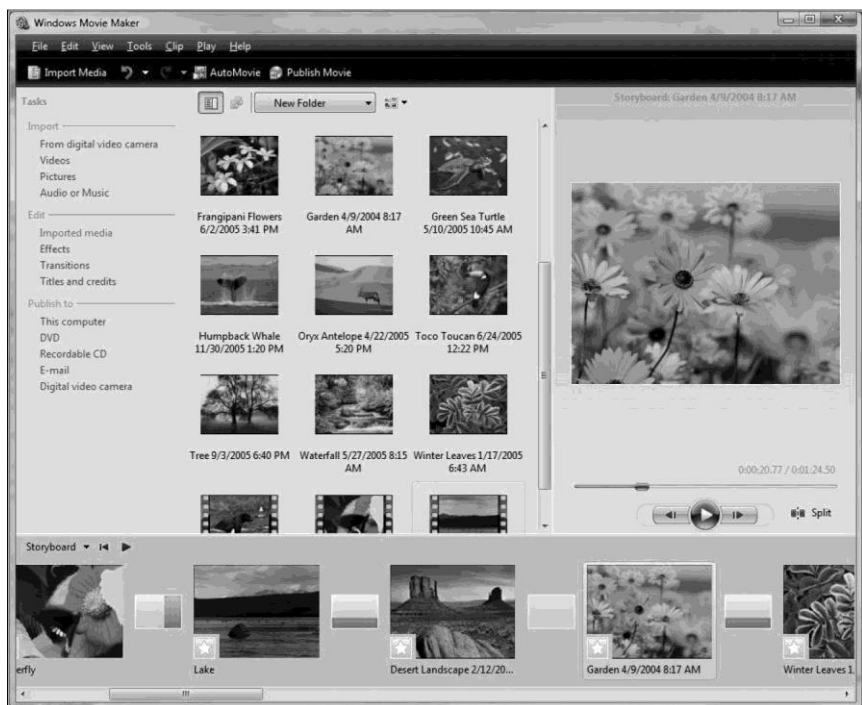 Windows Movie Maker
File Edit View Tools Clip Play Help
Import Media AutoMovie Publish Movie
Tasks
New Folder
Storyboard: Garden 4/9/2004 8:17 AM
Import
From digital video camera
Videos
Pictures
Audio or Music
Edit
Imported media
Effects
Transitions
Titles and credits
Publish to
This computer
DVD
Recordable CD
E-mail
Digital video camera
Frangipani Flowers
6/2/2005 3:41 PM
Garden 4/9/2004 8:17
AM
Green Sea Turtle
5/10/2005 10:45 AM
Humpback Whale
11/30/2005 1:20 PM
Oryx Antelope 4/22/2005
5:20 PM
Toco Toucan 6/24/2005
12:22 PM
Tree 9/3/2005 6:40 PM
Waterfall 5/27/2005 8:15
AM
Winter Leaves 1/17/2005
6:43 AM
0:00:20.77 / 0:01:24.50
Split
Storyboard
erfly
Lake
Desert Landscape 2/12/20...
Garden 4/9/2004 8:17 AM
Winter Leaves 1